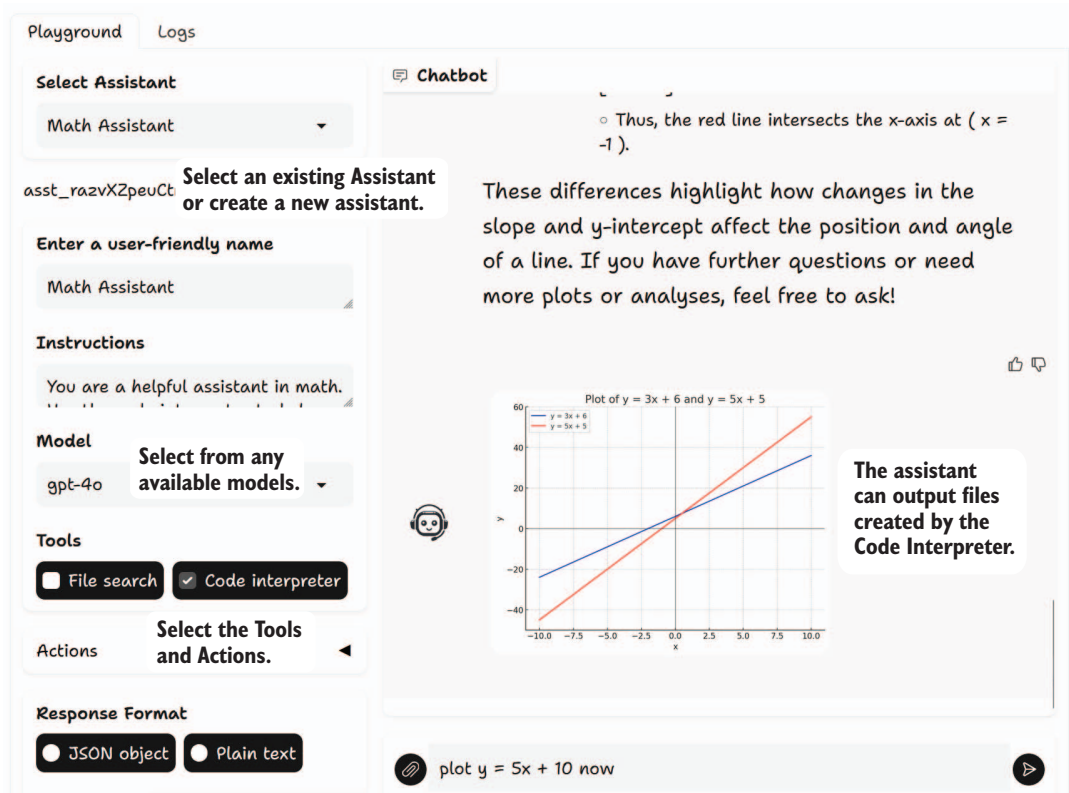 Playground Logs
Select Assistant
Math Assistant
asst_razvXZpeuCt
Select an existing Assistant
or create a new assistant.
Enter a user-friendly name
Math Assistant
Instructions
You are a helpful assistant in math.
Model
gpt-4o
Select from any
available models.
Tools
File search
Code interpreter
Select the Tools
and Actions.
Actions
Response Format
JSON object
Plain text
Chatbot
○ Thus, the red line intersects the x-axis at ( x =
-1 ).
These differences highlight how changes in the
slope and y-intercept affect the position and angle
of a line. If you have further questions or need
more plots or analyses, feel free to ask!
Plot of y = 3x + 6 and y = 5x + 5
y = 3x + 6
y = 5x + 5
60
40
20
0
−20
−40
y
−10.0 −7.5 −5.0 −2.5 0.0 2.5 5.0 7.5 10.0
x
The assistant
can output files
created by the
Code Interpreter.
plot y = 5x + 10 now